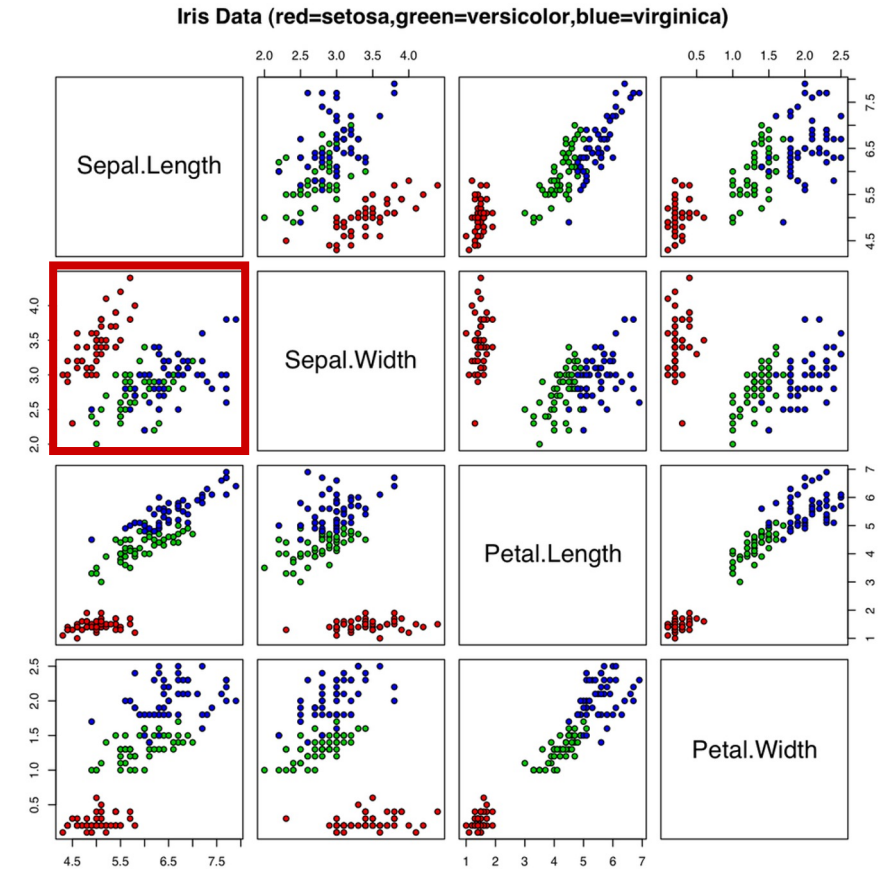 Iris Data (red=setosa,green=versicolor,blue=virginica)
2.0 2.5 3.0 3.5 4.0
0.5 1.0 1.5 2.0 2.5
Sepal.Length
4.5 5.5 6.5 7.5
2.0 2.5 3.0 3.5 4.0
Sepal.Width
Petal.Length
1 2 3 4 5 6 7
0.5 1.0 1.5 2.0 2.5
Petal.Width
4.5 5.5 6.5 7.5
1 2 3 4 5 6 7